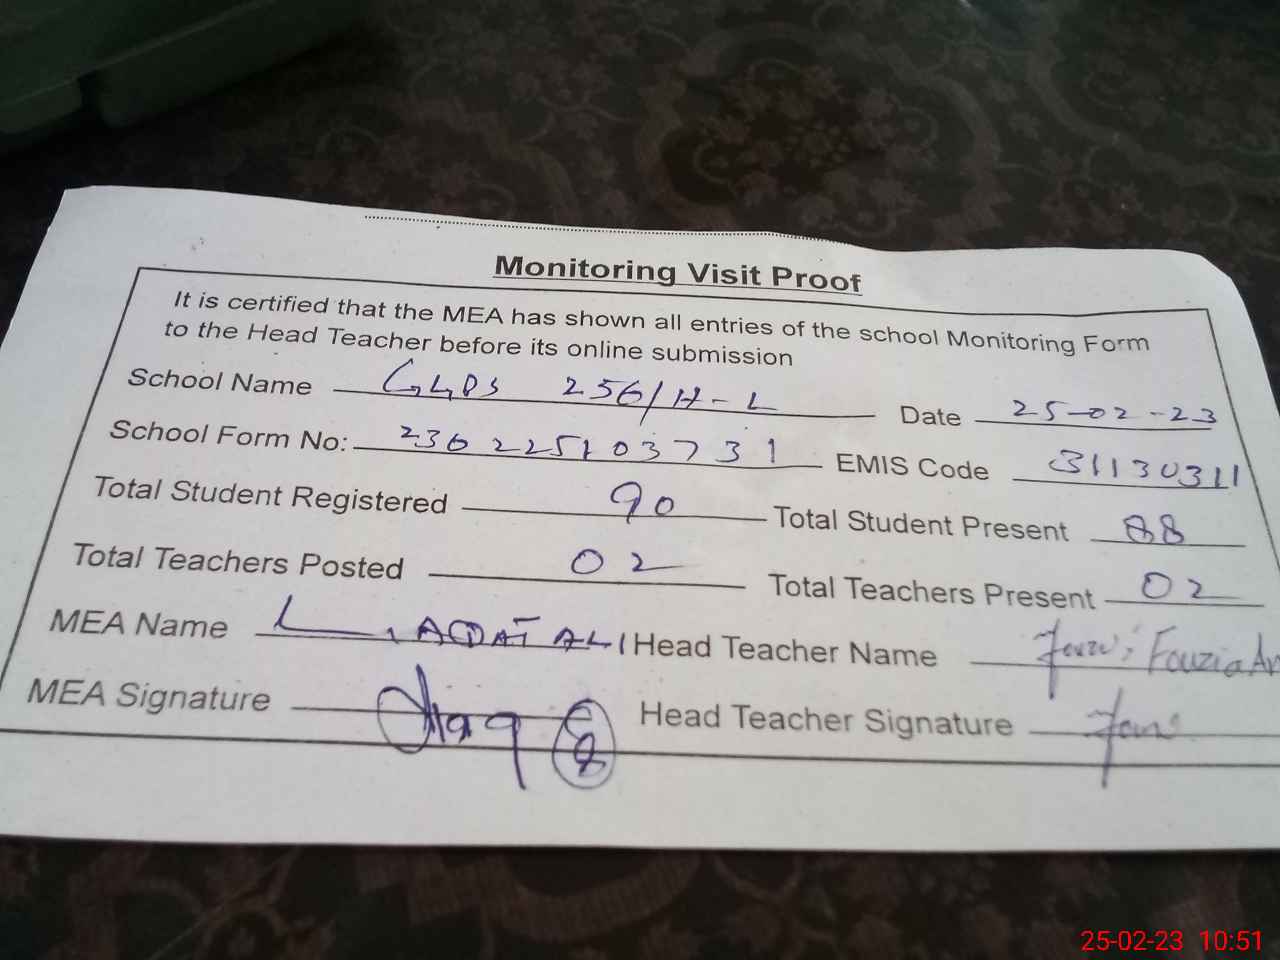 Monitoring Visit Proof
It is certified that the MEA has shown all entries of the school Monitoring Form
to the Head Teacher before its online submission
School Name GGPS 256/H-L Date 25-02-23
School Form No: 236225103731 EMIS Code 31130311
Total Student Registered 90 Total Student Present 88
Total Teachers Posted 02 Total Teachers Present 02
MEA Name ALI Head Teacher Name Fouzia
MEA Signature Head Teacher Signature
25-02-23 10:51